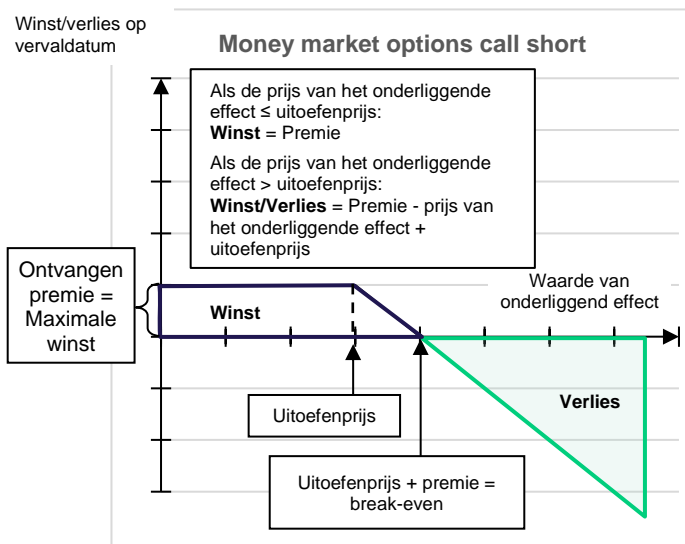 Winst/verlies op
vervaldatum
Money market options call short
Als de prijs van het onderliggende
effect ≤ uitoefenprijs:
Winst = Premie
Als de prijs van het onderliggende
effect > uitoefenprijs:
Winst/Verlies = Premie - prijs van
het onderliggende effect +
uitoefenprijs
Ontvangen
premie =
Maximale
winst
Winst
Waarde van
onderliggend effect
Verlies
Uitoefenprijs
Uitoefenprijs + premie =
break-even